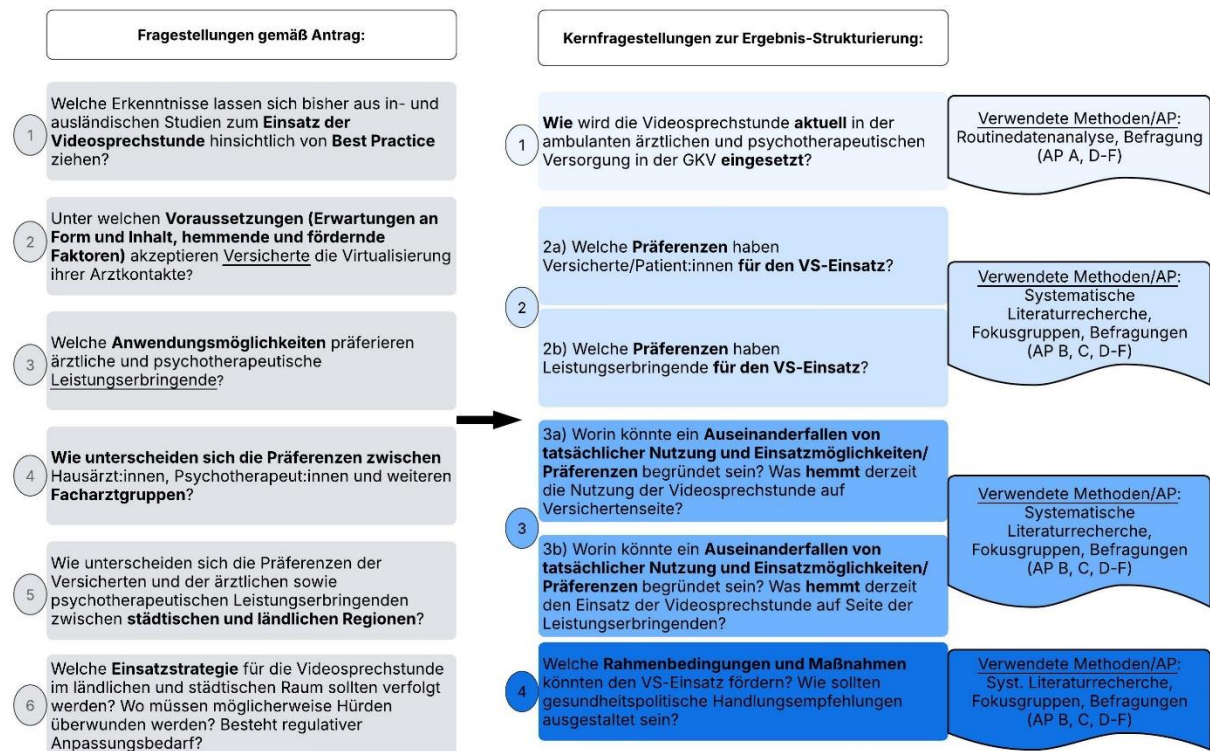 Fragestellungen gemäß Antrag:
1
Welche Erkenntnisse lassen sich bisher aus in- und
ausländischen Studien zum Einsatz der
Videosprechstunde hinsichtlich von Best Practice
ziehen?
2
Unter welchen Voraussetzungen (Erwartungen an
Form und Inhalt, hemmende und fördernde
Faktoren) akzeptieren Versicherte die Virtualisierung
ihrer Arztkontakte?
3
Welche Anwendungsmöglichkeiten präferieren
ärztliche und psychotherapeutische
Leistungserbringende?
4
Wie unterscheiden sich die Präferenzen zwischen
Hausärzt:innen, Psychotherapeut:innen und weiteren
Facharztgruppen?
5
Wie unterscheiden sich die Präferenzen der
Versicherten und der ärztlichen sowie
psychotherapeutischen Leistungserbringenden
zwischen städtischen und ländlichen Regionen?
6
Welche Einsatzstrategie für die Videosprechstunde
im ländlichen und städtischen Raum sollten verfolgt
werden? Wo müssen möglicherweise Hürden
überwunden werden? Besteht regulativer
Anpassungsbedarf?
Kernfragestellungen zur Ergebnis-Strukturierung:
1
Wie wird die Videosprechstunde aktuell in der
ambulanten ärztlichen und psychotherapeutischen
Versorgung in der GKV eingesetzt?
Verwendete Methoden/AP:
Routinedatenanalyse, Befragung
(AP A, D-F)
2
2a) Welche Präferenzen haben
Versicherte/Patient:innen für den VS-Einsatz?
2b) Welche Präferenzen haben
Leistungserbringende für den VS-Einsatz?
Verwendete Methoden/AP:
Systematische
Literaturrecherche,
Fokusgruppen, Befragungen
(AP B, C, D-F)
3
3a) Worin könnte ein Auseinanderfallen von
tatsächlicher Nutzung und Einsatzmöglichkeiten/
Präferenzen begründet sein? Was hemmt derzeit
die Nutzung der Videosprechstunde auf
Versichertenseite?
3b) Worin könnte ein Auseinanderfallen von
tatsächlicher Nutzung und Einsatzmöglichkeiten/
Präferenzen begründet sein? Was hemmt derzeit
den Einsatz der Videosprechstunde auf Seite der
Leistungserbringenden?
Verwendete Methoden/AP:
Systematische
Literaturrecherche,
Fokusgruppen, Befragungen
(AP B, C, D-F)
4
Welche Rahmenbedingungen und Maßnahmen
könnten den VS-Einsatz fördern? Wie sollten
gesundheitspolitische Handlungsempfehlungen
ausgestaltet sein?
Verwendete Methoden/AP:
Syst. Literaturrecherche,
Fokusgruppen, Befragungen
(AP B, C, D-F)